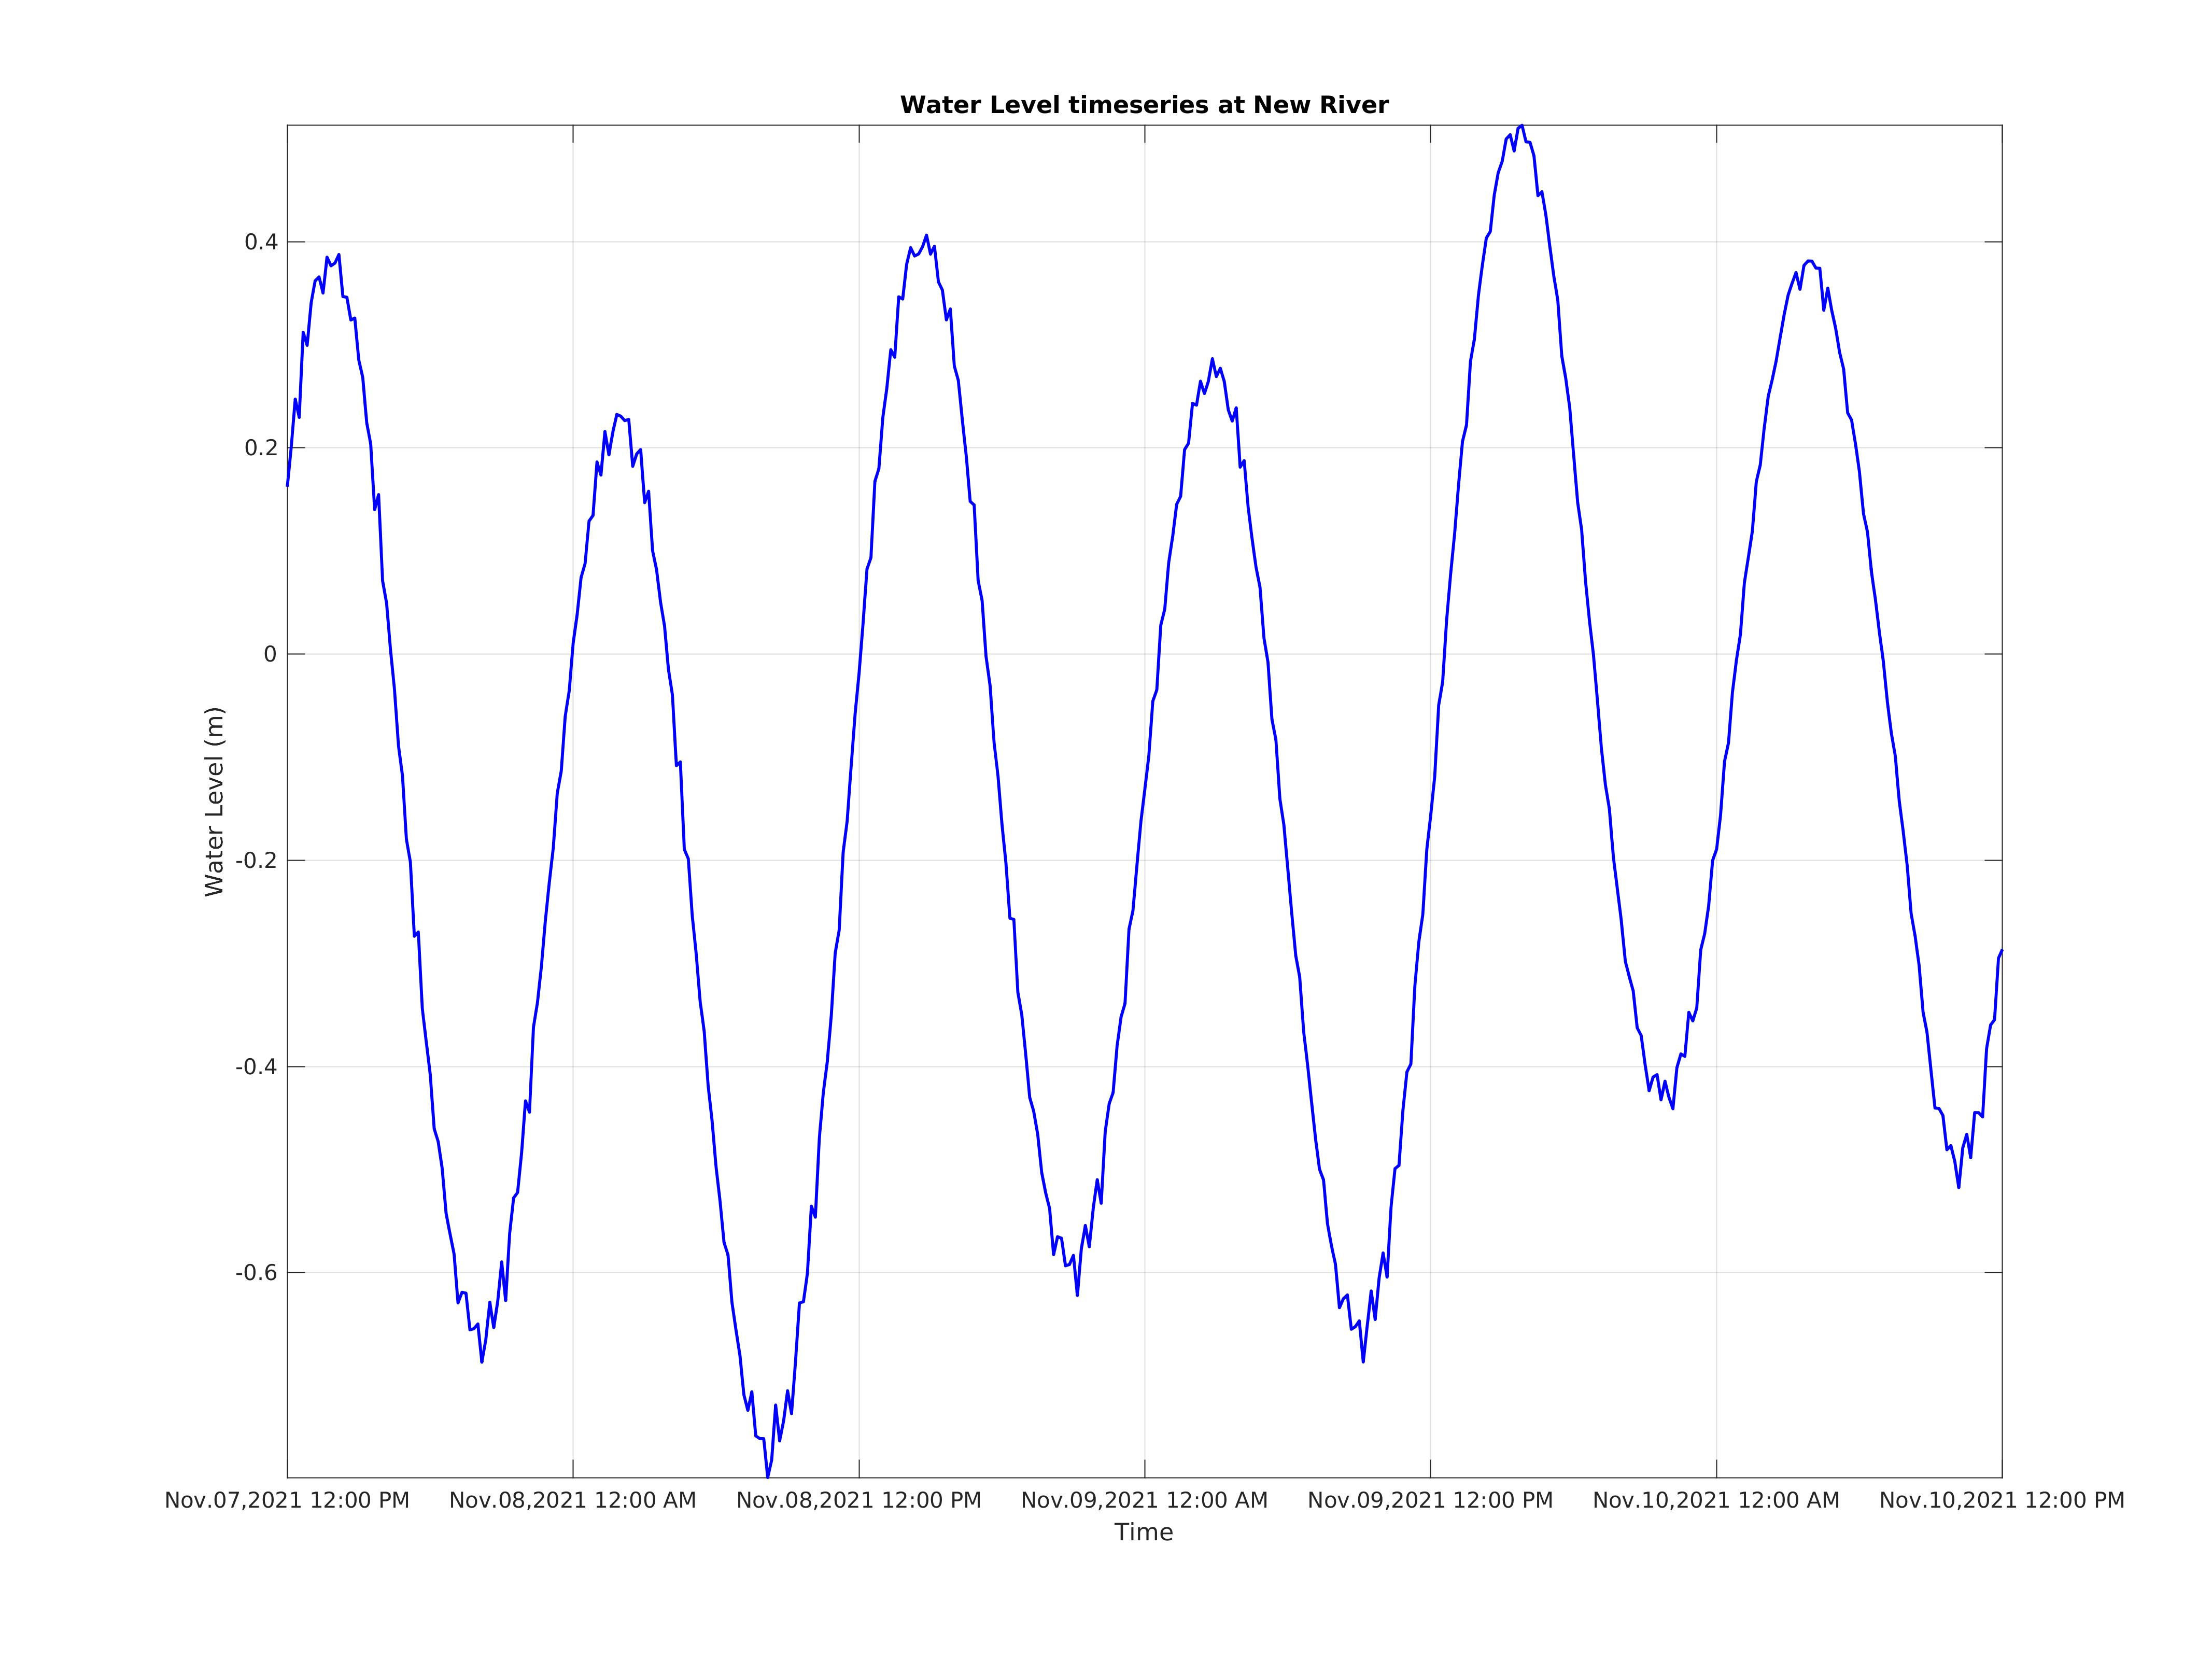 Water Level timeseries at New River
Water Level (m)
0.4
0.2
0
-0.2
-0.4
-0.6
Nov.07,2021 12:00 PM Nov.08,2021 12:00 AM Nov.08,2021 12:00 PM Nov.09,2021 12:00 AM Nov.09,2021 12:00 PM Nov.10,2021 12:00 AM Nov.10,2021 12:00 PM
Time